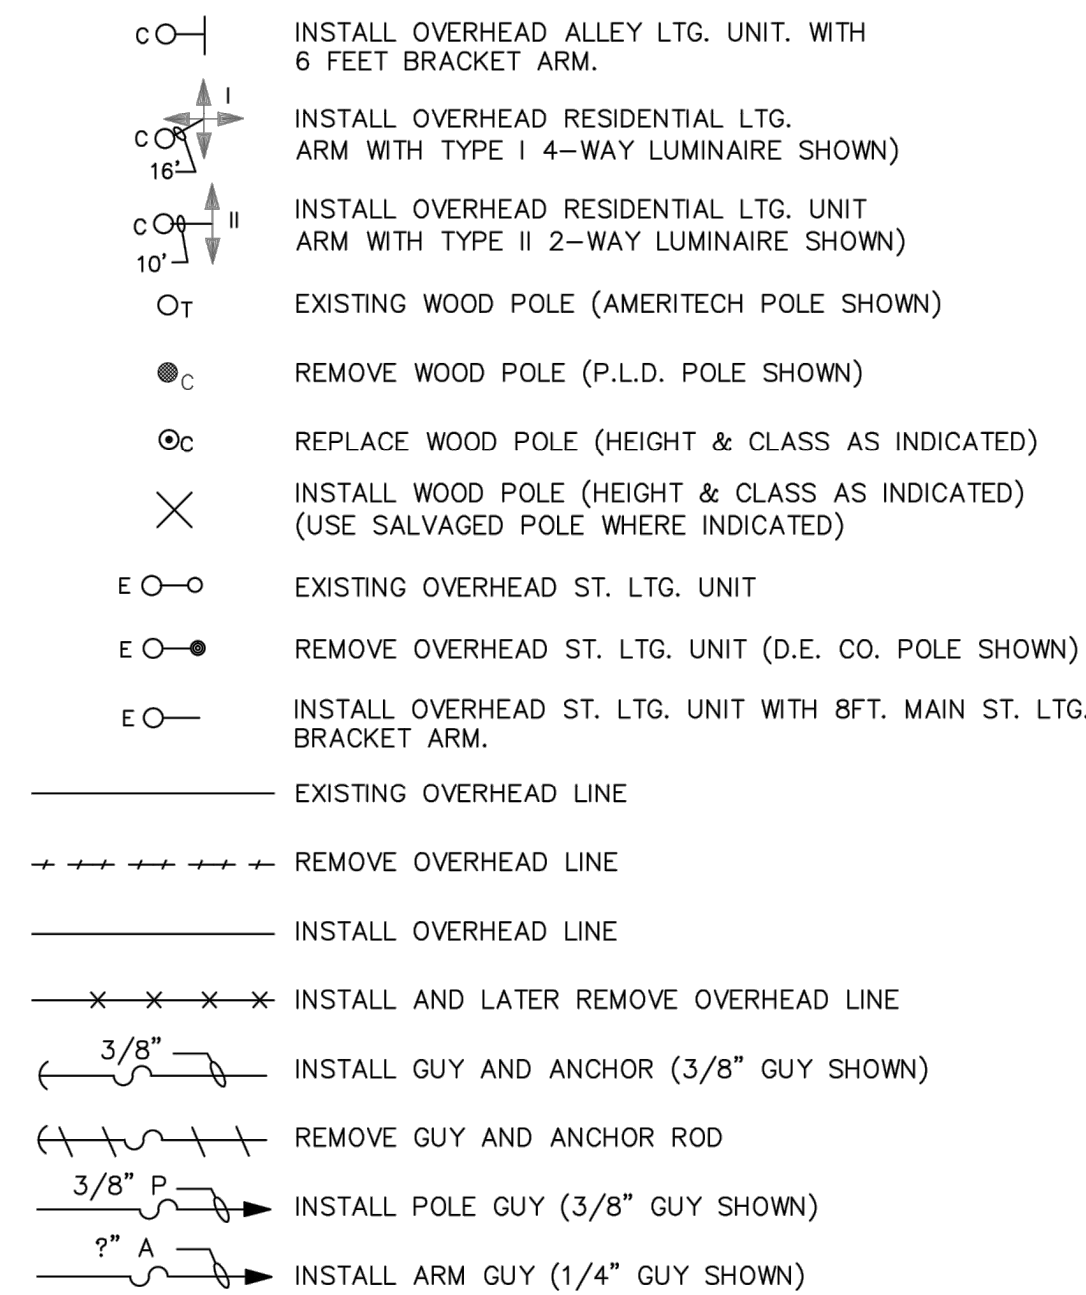 C INSTALL OVERHEAD ALLEY LTG. UNIT. WITH
6 FEET BRACKET ARM.
I
C INSTALL OVERHEAD RESIDENTIAL LTG.
16' ARM WITH TYPE I 4-WAY LUMINAIRE SHOWN)
C II INSTALL OVERHEAD RESIDENTIAL LTG. UNIT
10' ARM WITH TYPE II 2-WAY LUMINAIRE SHOWN)
T EXISTING WOOD POLE (AMERITECH POLE SHOWN)
C REMOVE WOOD POLE (P.L.D. POLE SHOWN)
C REPLACE WOOD POLE (HEIGHT & CLASS AS INDICATED)
INSTALL WOOD POLE (HEIGHT & CLASS AS INDICATED)
(USE SALVAGED POLE WHERE INDICATED)
E EXISTING OVERHEAD ST. LTG. UNIT
E REMOVE OVERHEAD ST. LTG. UNIT (D.E. CO. POLE SHOWN)
E INSTALL OVERHEAD ST. LTG. UNIT WITH 8FT. MAIN ST. LTG.
BRACKET ARM.
EXISTING OVERHEAD LINE
REMOVE OVERHEAD LINE
INSTALL OVERHEAD LINE
INSTALL AND LATER REMOVE OVERHEAD LINE
3/8" INSTALL GUY AND ANCHOR (3/8" GUY SHOWN)
REMOVE GUY AND ANCHOR ROD
3/8" P INSTALL POLE GUY (3/8" GUY SHOWN)
?" A INSTALL ARM GUY (1/4" GUY SHOWN)